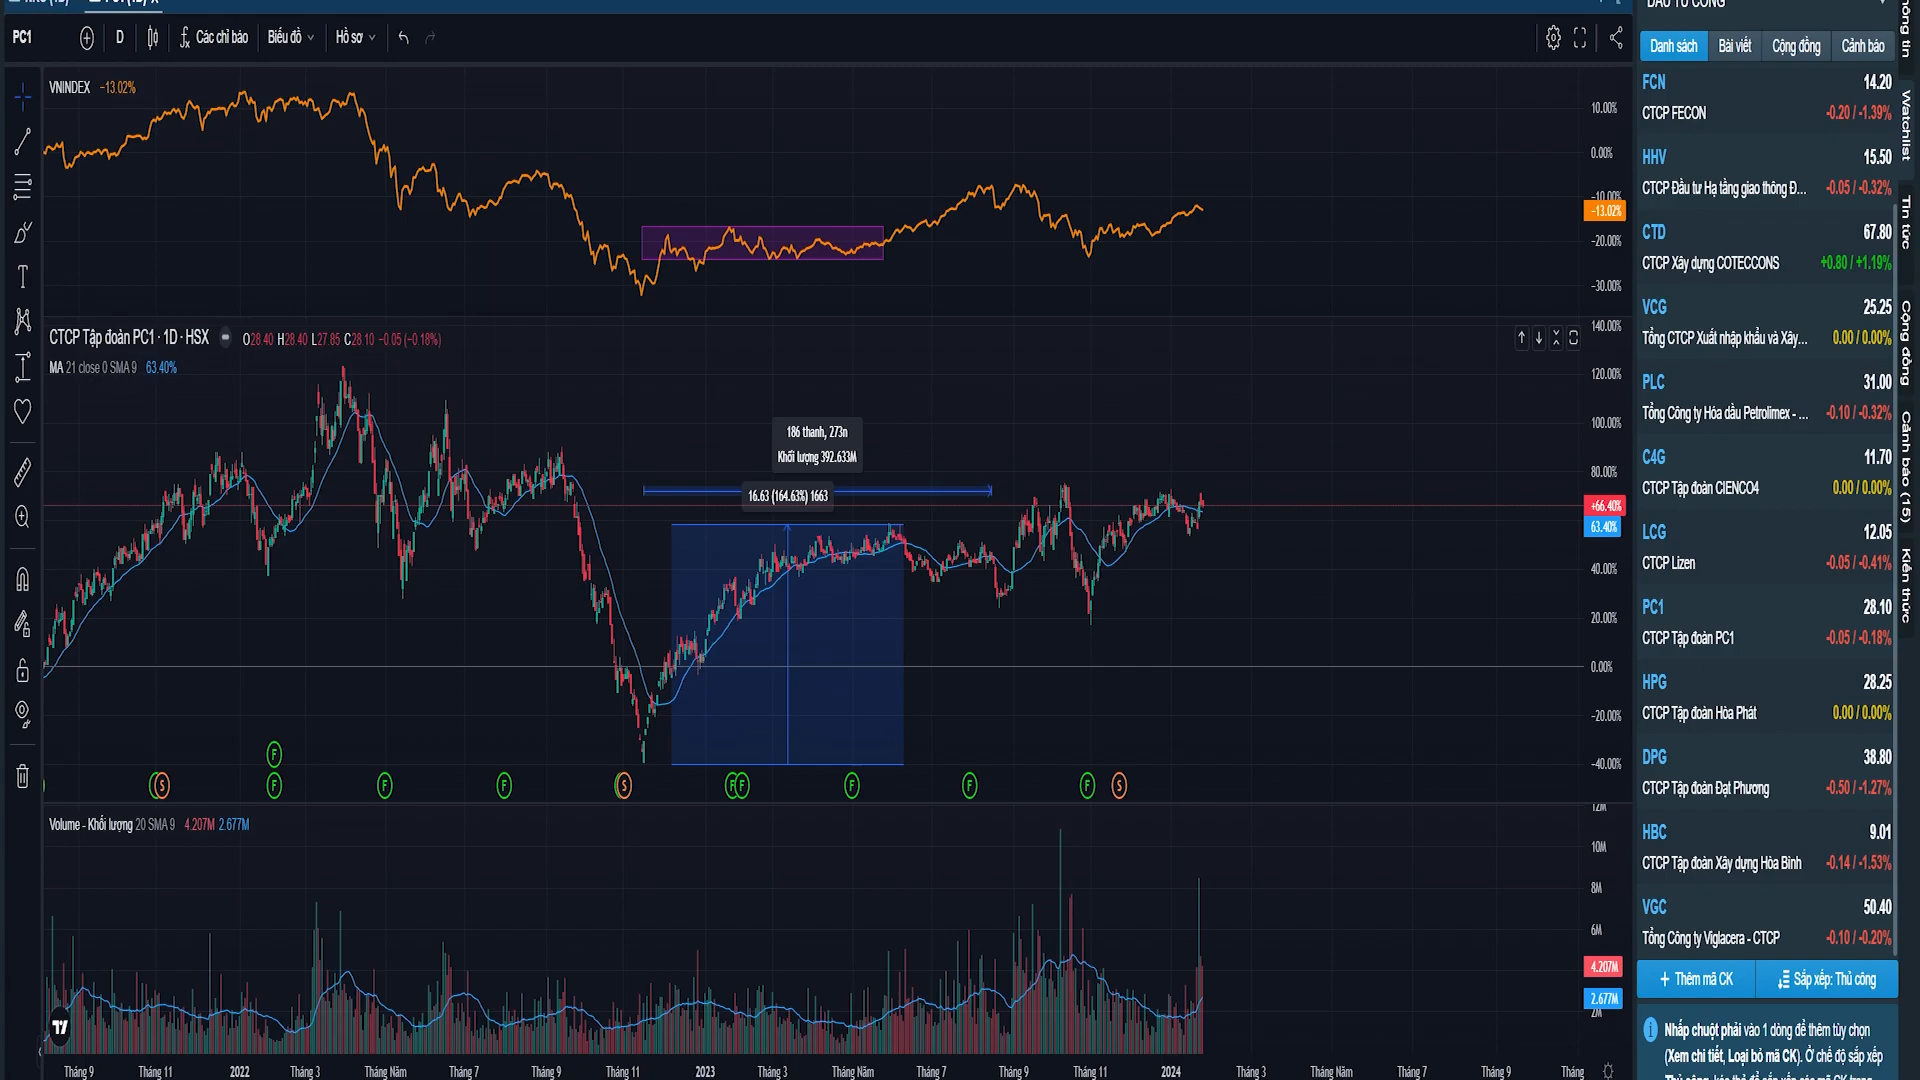 PC1
D
Các chỉ báo
Biểu đồ
Hồ sơ
VNINDEX −13.02%
10.00%
0.00%
−10.00%
−13.02%
−20.00%
−30.00%
CTCP Tập đoàn PC1 · 1D · HSX O28.40 H28.40 L27.85 C28.10 −0.05 (−0.18%)
MA 21 close 0 SMA 9 63.40%
186 thanh, 273n
Khối lượng 392.633M
16.63 (164.63%) 1663
140.00%
120.00%
100.00%
80.00%
+66.40%
63.40%
40.00%
20.00%
0.00%
−20.00%
−40.00%
F
S F F F S F F F F F S
Volume - Khối lượng 20 SMA 9 4.207M 2.677M
12M
10M
8M
6M
4.207M
2.677M
2M
Tháng 9 Tháng 11 2022 Tháng 3 Tháng Năm Tháng 7 Tháng 9 Tháng 11 2023 Tháng 3 Tháng Năm Tháng 7 Tháng 9 Tháng 11 2024 Tháng 3 Tháng Năm Tháng 7 Tháng 9 Tháng
ĐẦU TƯ CÔNG
Danh sách Bài viết Cộng đồng Cảnh báo
FCN 14.20
CTCP FECON -0.20 / -1.39%
HHV 15.50
CTCP Đầu tư Hạ tầng giao thông Đ... -0.05 / -0.32%
CTD 67.80
CTCP Xây dựng COTECCONS +0.80 / +1.19%
VCG 25.25
Tổng CTCP Xuất nhập khẩu và Xây... 0.00 / 0.00%
PLC 31.00
Tổng Công ty Hóa dầu Petrolimex - ... -0.10 / -0.32%
C4G 11.70
CTCP Tập đoàn CIENCO4 0.00 / 0.00%
LCG 12.05
CTCP Lizen -0.05 / -0.41%
PC1 28.10
CTCP Tập đoàn PC1 -0.05 / -0.18%
HPG 28.25
CTCP Tập đoàn Hòa Phát 0.00 / 0.00%
DPG 38.80
CTCP Tập đoàn Đạt Phương -0.50 / -1.27%
HBC 9.01
CTCP Tập đoàn Xây dựng Hòa Bình -0.14 / -1.53%
VGC 50.40
Tổng Công ty Viglacera - CTCP -0.10 / -0.20%
+ Thêm mã CK Sắp xếp: Thủ công
Nhấp chuột phải vào 1 dòng để thêm tùy chọn
(Xem chi tiết, Loại bỏ mã CK). Ở chế độ sắp xếp
Watchlist
Tin tức
Cộng đồng
Cảnh báo (15)
Kiến thức